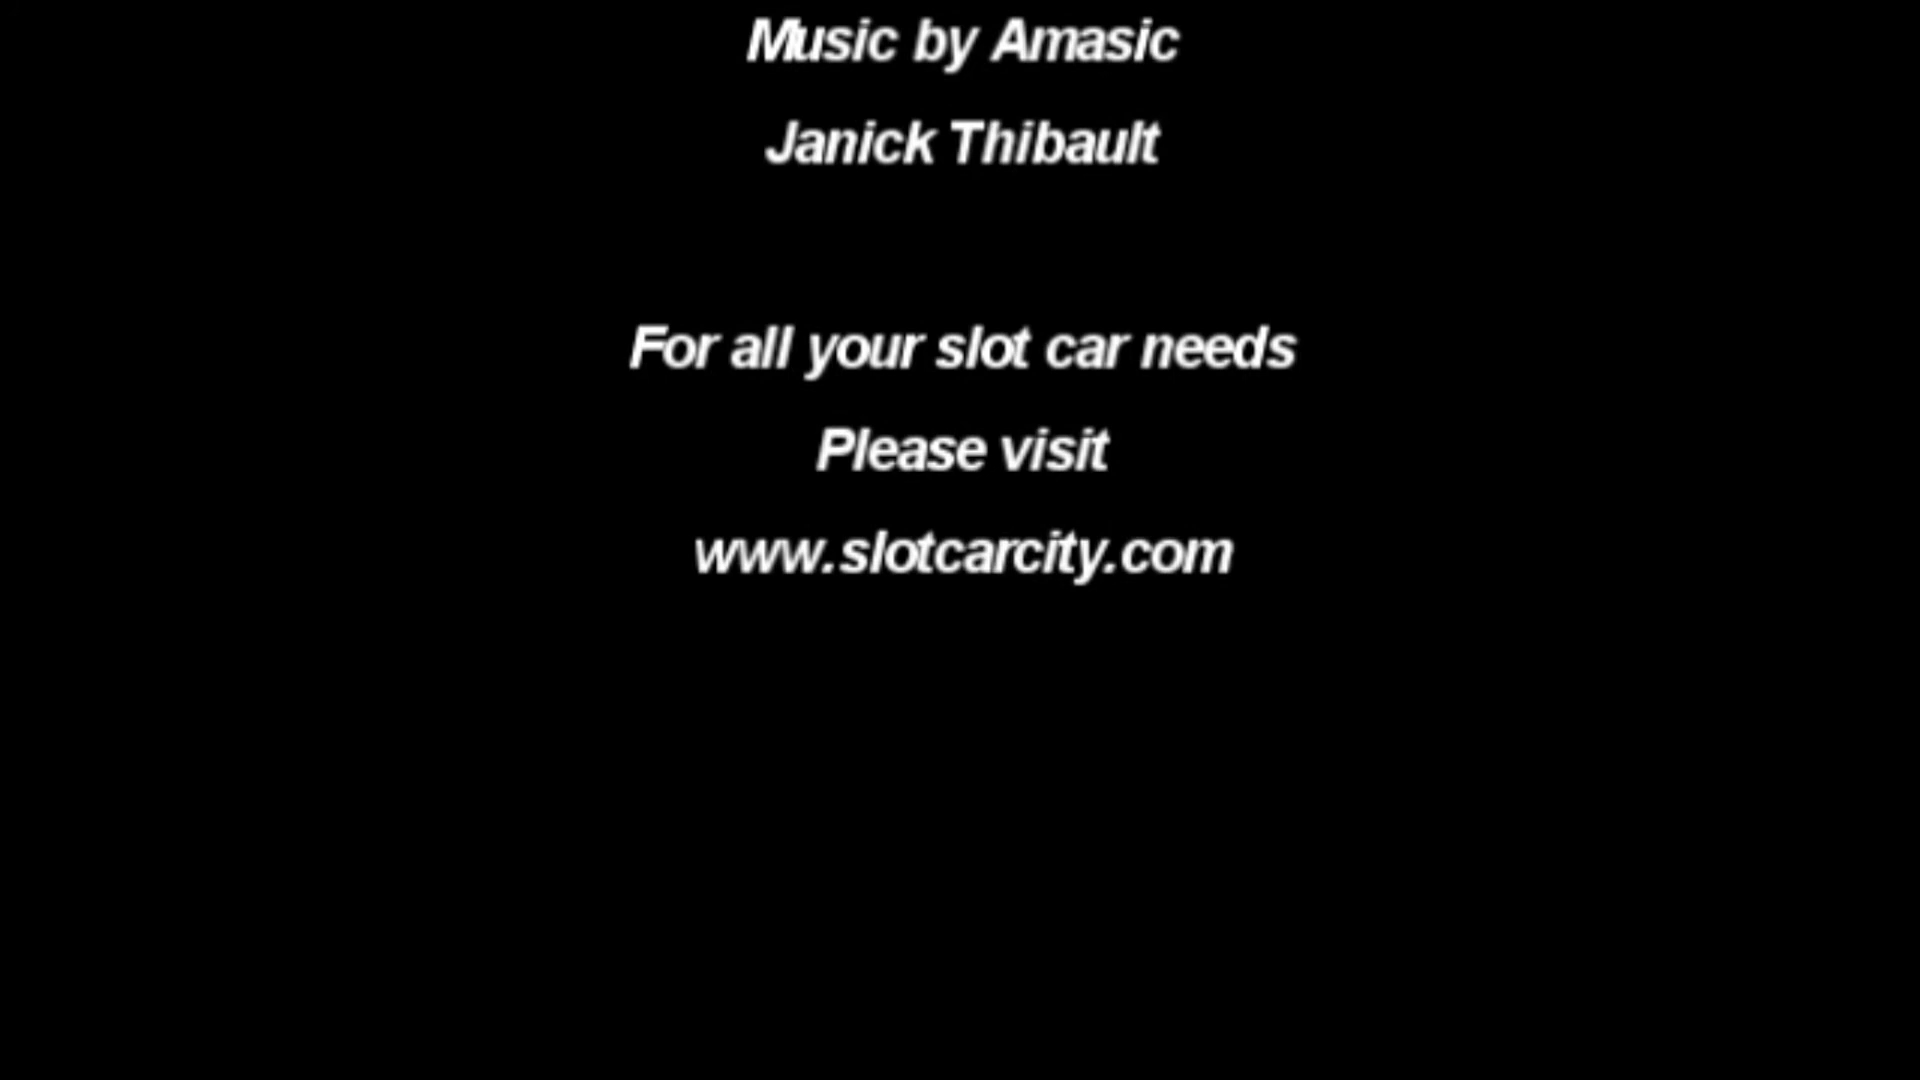 Music by Amasic
Janick Thibault
For all your slot car needs
Please visit
www.slotcarcity.com